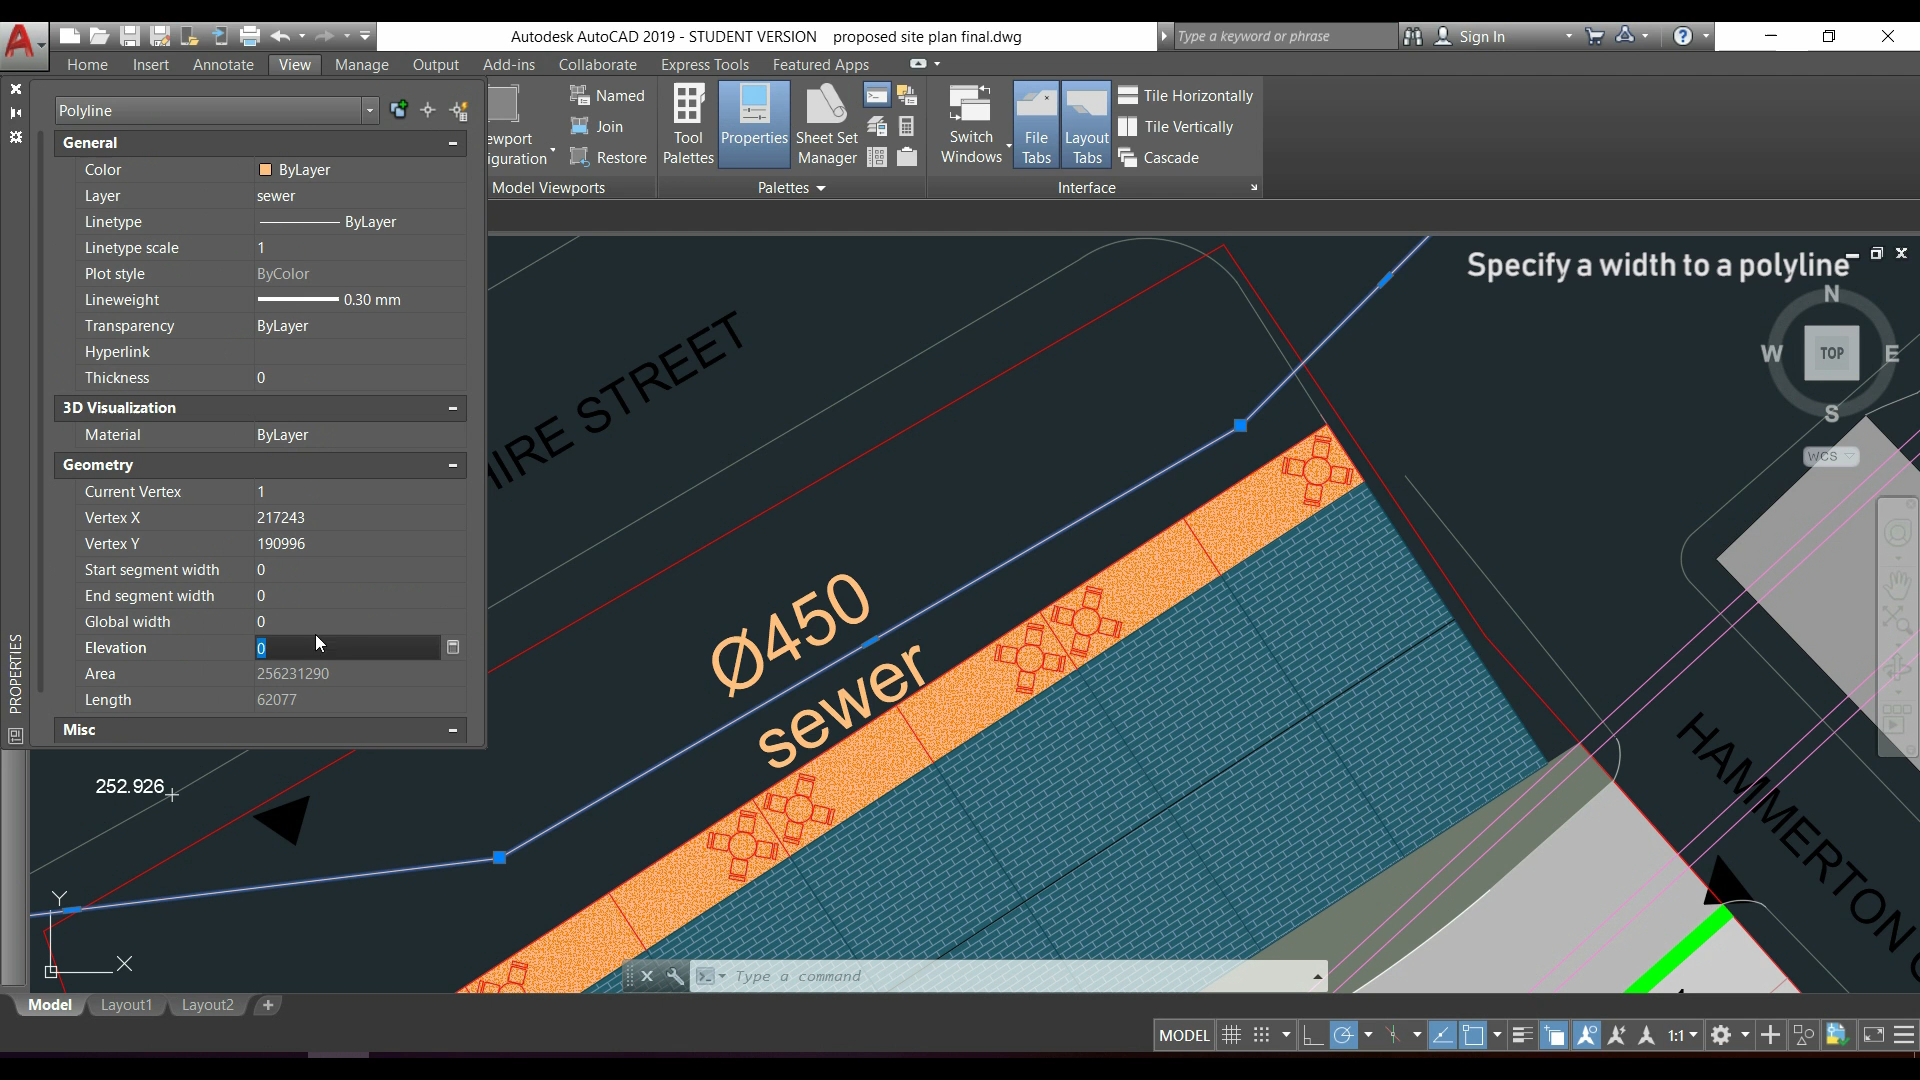 Autodesk AutoCAD 2019 - STUDENT VERSION proposed site plan final.dwg
Type a keyword or phrase
Sign In
Home Insert Annotate View Manage Output Add-ins Collaborate Express Tools Featured Apps
Polyline
General
Color ByLayer
Layer sewer
Linetype ByLayer
Linetype scale 1
Plot style ByColor
Lineweight 0.30 mm
Transparency ByLayer
Hyperlink
Thickness 0
3D Visualization
Material ByLayer
Geometry
Current Vertex 1
Vertex X 217243
Vertex Y 190996
Start segment width 0
End segment width 0
Global width 0
Elevation 0
Area 256231290
Length 62077
Misc
PROPERTIES
ewport
iguration
Named
Join
Restore
Model Viewports
Tool
Palettes
Properties
Sheet Set
Manager
Palettes
Switch
Windows
File
Tabs
Layout
Tabs
Tile Horizontally
Tile Vertically
Cascade
Interface
Specify a width to a polyline
N
W TOP E
S
WCS
HIRE STREET
Ø450
sewer
HAMMERTON
252.926
Y
X
Type a command
Model Layout1 Layout2 +
MODEL
1:1